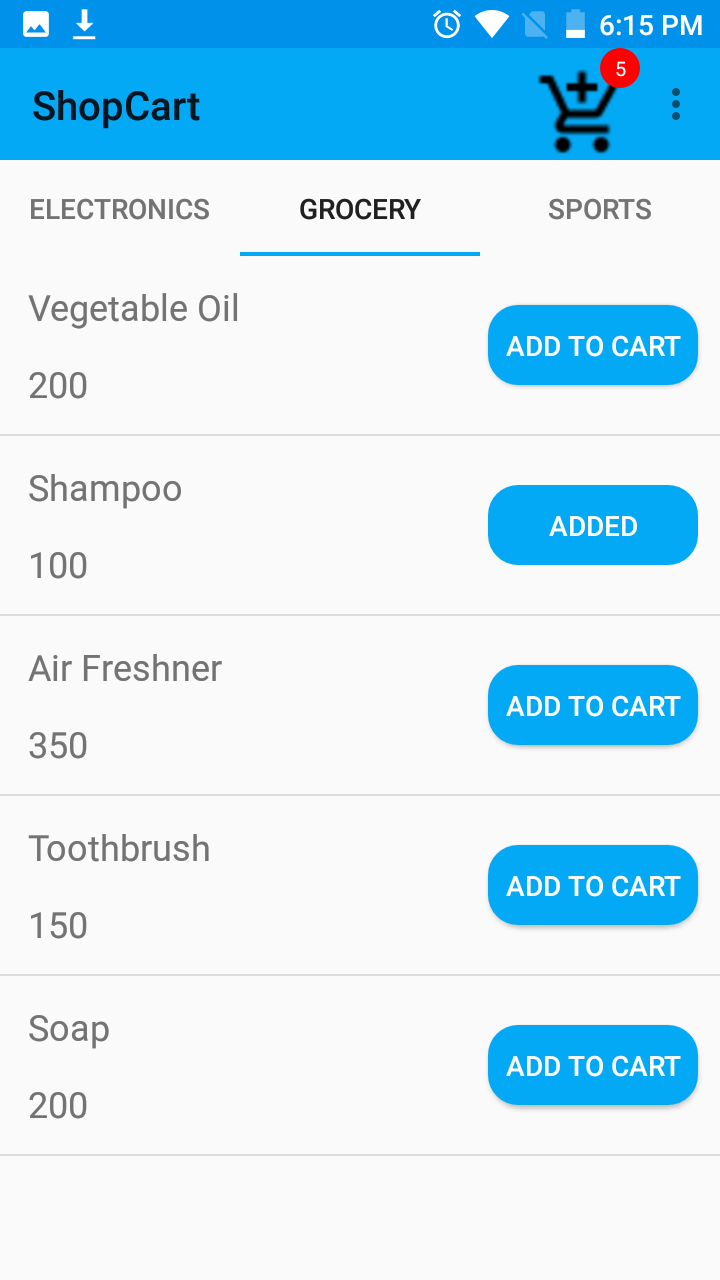 6:15 PM
ShopCart
5
ELECTRONICS GROCERY SPORTS
Vegetable Oil
200
ADD TO CART
Shampoo
100
ADDED
Air Freshner
350
ADD TO CART
Toothbrush
150
ADD TO CART
Soap
200
ADD TO CART